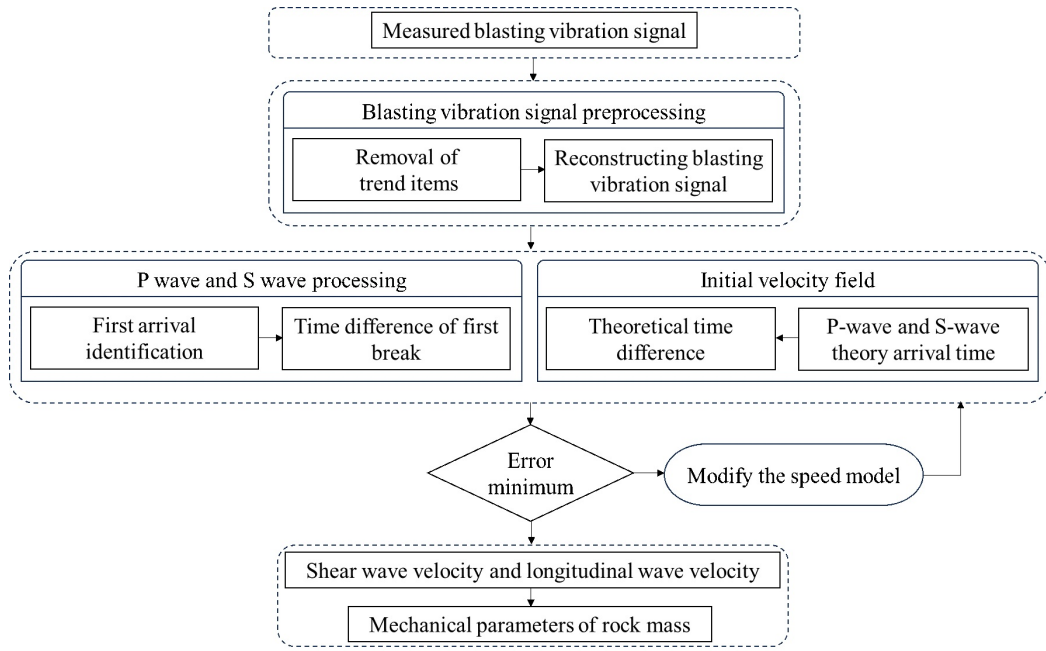 Measured blasting vibration signal
Blasting vibration signal preprocessing
Removal of
trend items
Reconstructing blasting
vibration signal
P wave and S wave processing
First arrival
identification
Time difference of first
break
Initial velocity field
Theoretical time
difference
P-wave and S-wave
theory arrival time
Error
minimum
Modify the speed model
Shear wave velocity and longitudinal wave velocity
Mechanical parameters of rock mass